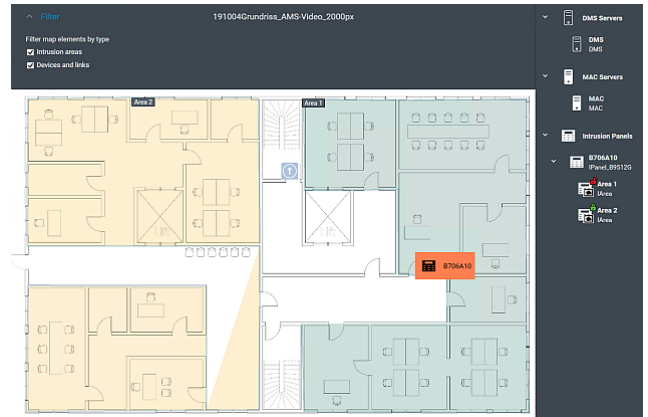 Filter
191004Grundriss_AMS-Video_2000px
Filter map elements by type
Intrusion areas
Devices and links
Area 2
Area 1
B706A10
DMS Servers
DMS
DMS
MAC Servers
MAC
MAC
Intrusion Panels
B706A10
IPanel_B9512G
Area 1
IArea
Area 2
IArea